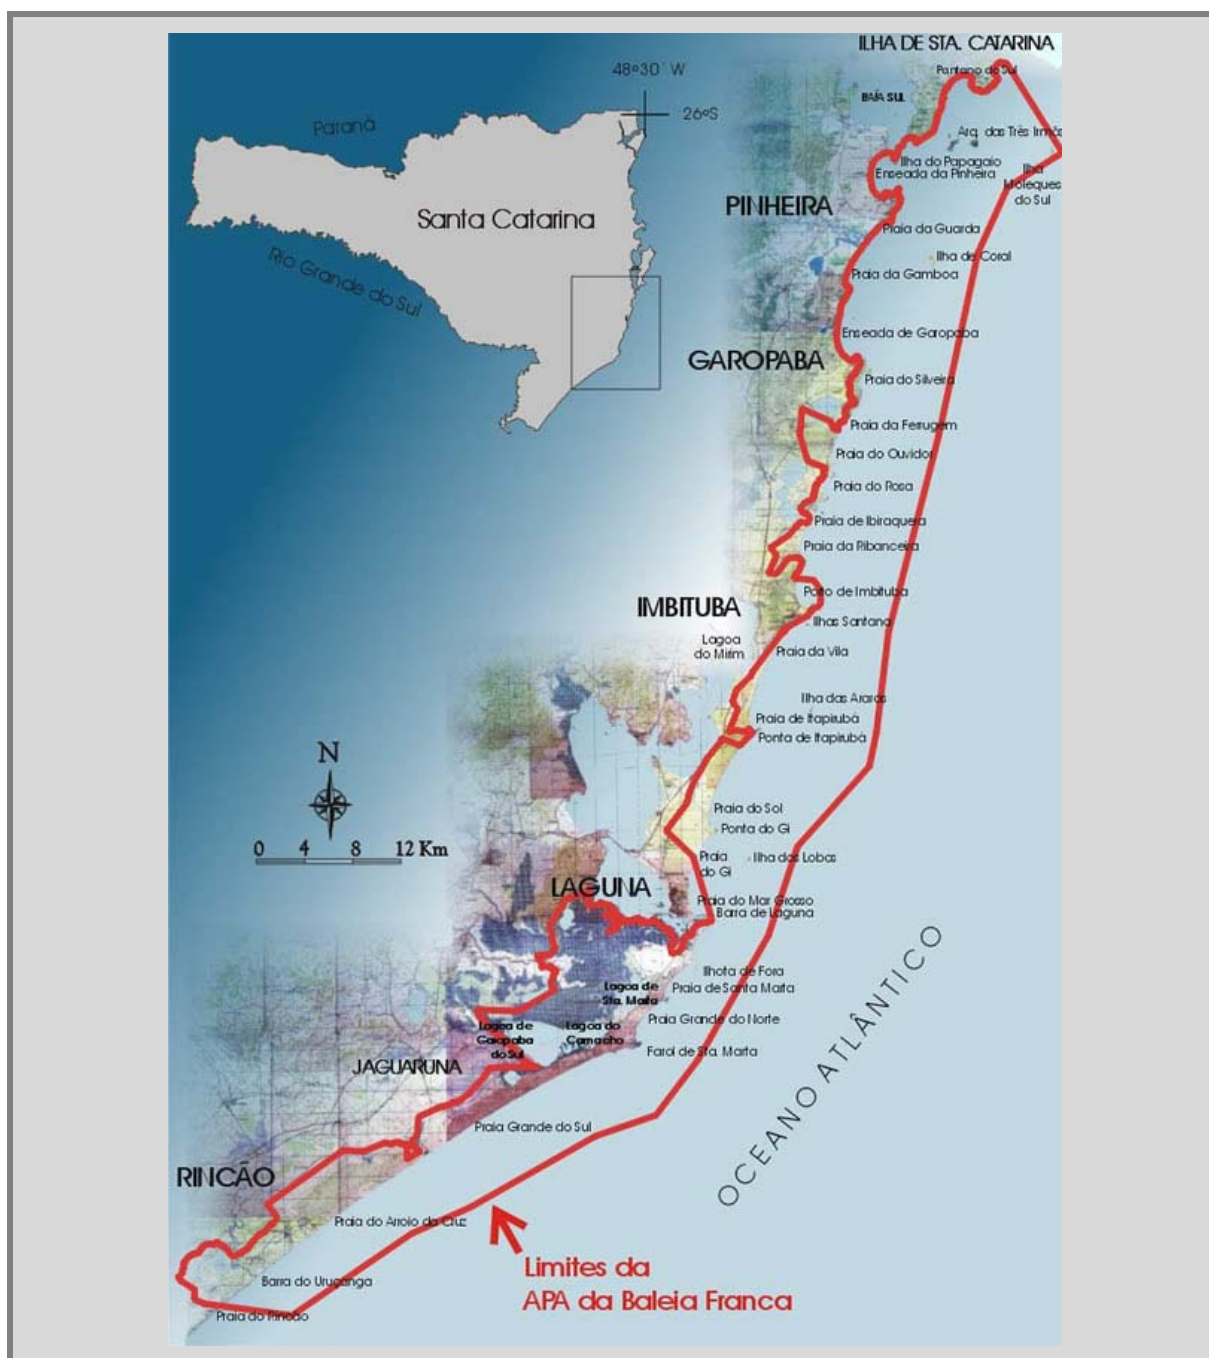 ILHA DE STA. CATARINA
48º30´ W
Pantano do Sul
BAÍA SUL
26ºS
Paraná
Arq. das Três Irmãs
Ilha do Papagaio
Enseada da Pinheira
Ilha
Moleques
do Sul
PINHEIRA
Santa Catarina
Praia da Guarda
Ilha de Coral
Rio Grande do Sul
Praia da Gamboa
Enseada de Garopaba
GAROPABA
Praia do Silveira
Praia da Ferrugem
Praia do Ouvidor
Praia do Rosa
Praia de Ibiraquera
Praia da Ribanceira
Porto de Imbituba
IMBITUBA
Ilhas Santana
Lagoa
do Mirim
Praia da Vila
Ilha das Araras
Praia de Itapirubá
Ponta de Itapirubá
N
Praia do Sol
Ponta do Gi
0 4 8 12 Km
Praia
do Gi
Ilha dos Lobos
LAGUNA
Praia do Mar Grosso
Barra de Laguna
Ilhota de Fora
Lagoa de
Sta. Marta
Praia de Santa Marta
Praia Grande do Norte
Lagoa de
Garopaba
do Sul
Lagoa do
Camacho
Farol de Sta. Marta
JAGUARUNA
OCEANO ATLÂNTICO
Praia Grande do Sul
RINCÃO
Praia do Arroio da Cruz
Limites da
APA da Baleia Franca
Barra do Uruçanga
Praia do Rincão